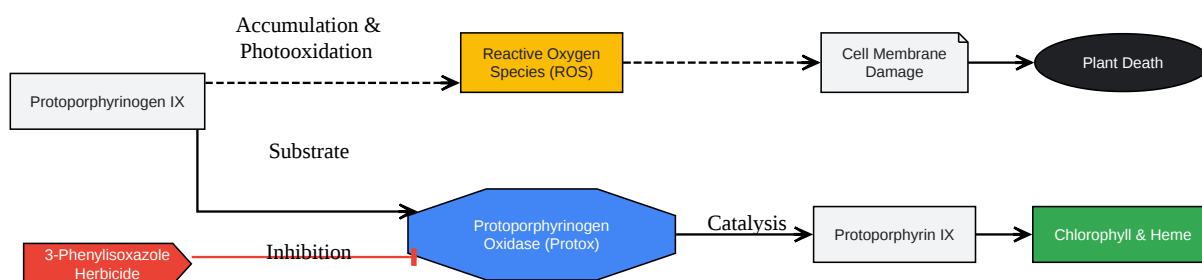 Accumulation &
Photooxidation
Reactive Oxygen
Species (ROS)
Cell Membrane
Damage
Plant Death
Protoporphyrinogen IX
Substrate
Protoporphyrinogen
Oxidase (Protox)
Catalysis
Protoporphyrin IX
Chlorophyll & Heme
3-Phenylisoxazole
Herbicide
Inhibition